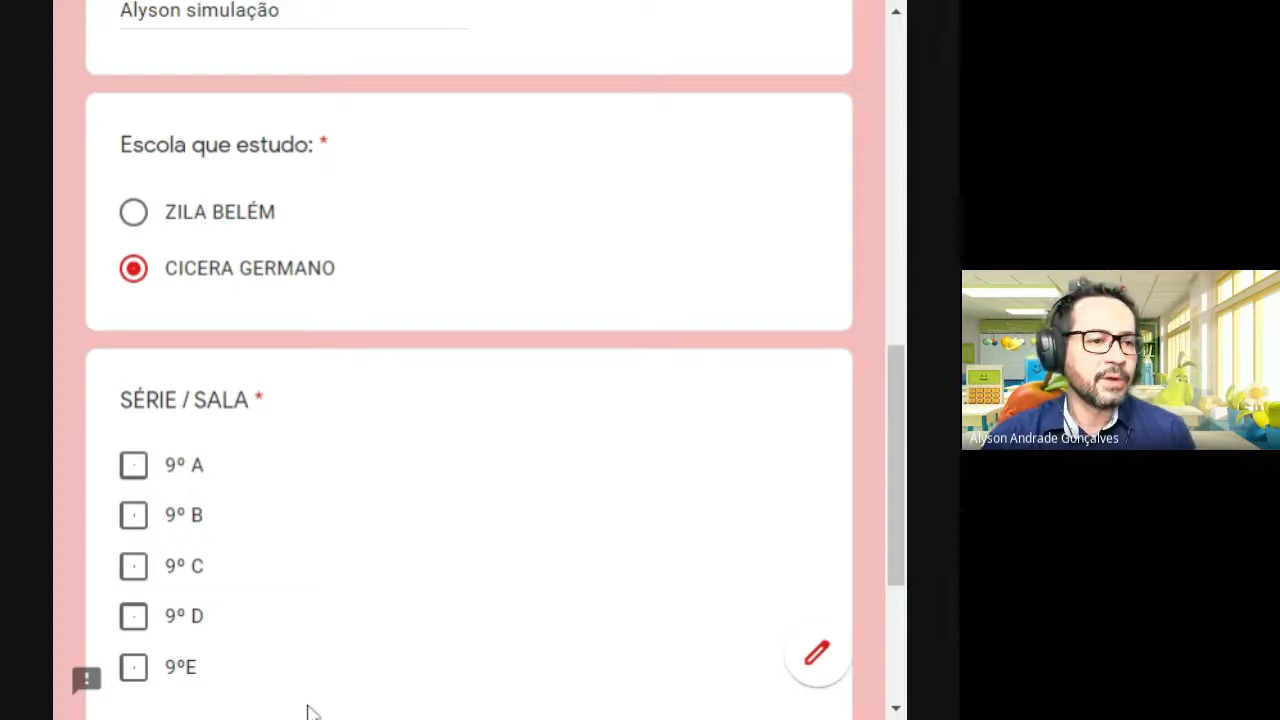 Alyson simulação
Escola que estudo: *
ZILA BELÉM
CICERA GERMANO
SÉRIE / SALA *
9º A
9º B
9º C
9º D
9ºE
Alyson Andrade Gonçalves